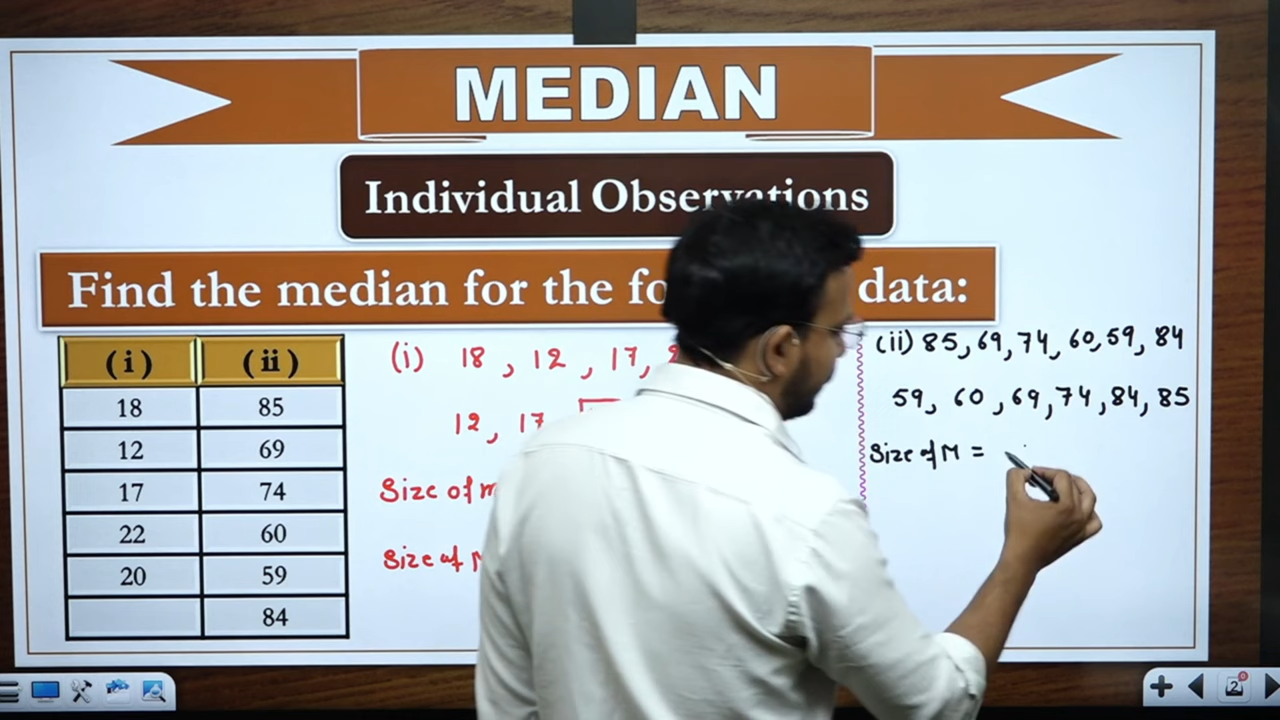 MEDIAN
Individual Observations
Find the median for the data:
(i) (ii)
18 85
12 69
17 74
22 60
20 59
84
(i) 18, 12, 17,
12, 17
Size of
Size of
(ii) 85, 69, 74, 60, 59, 84
59, 60, 69, 74, 84, 85
Size of M =
2